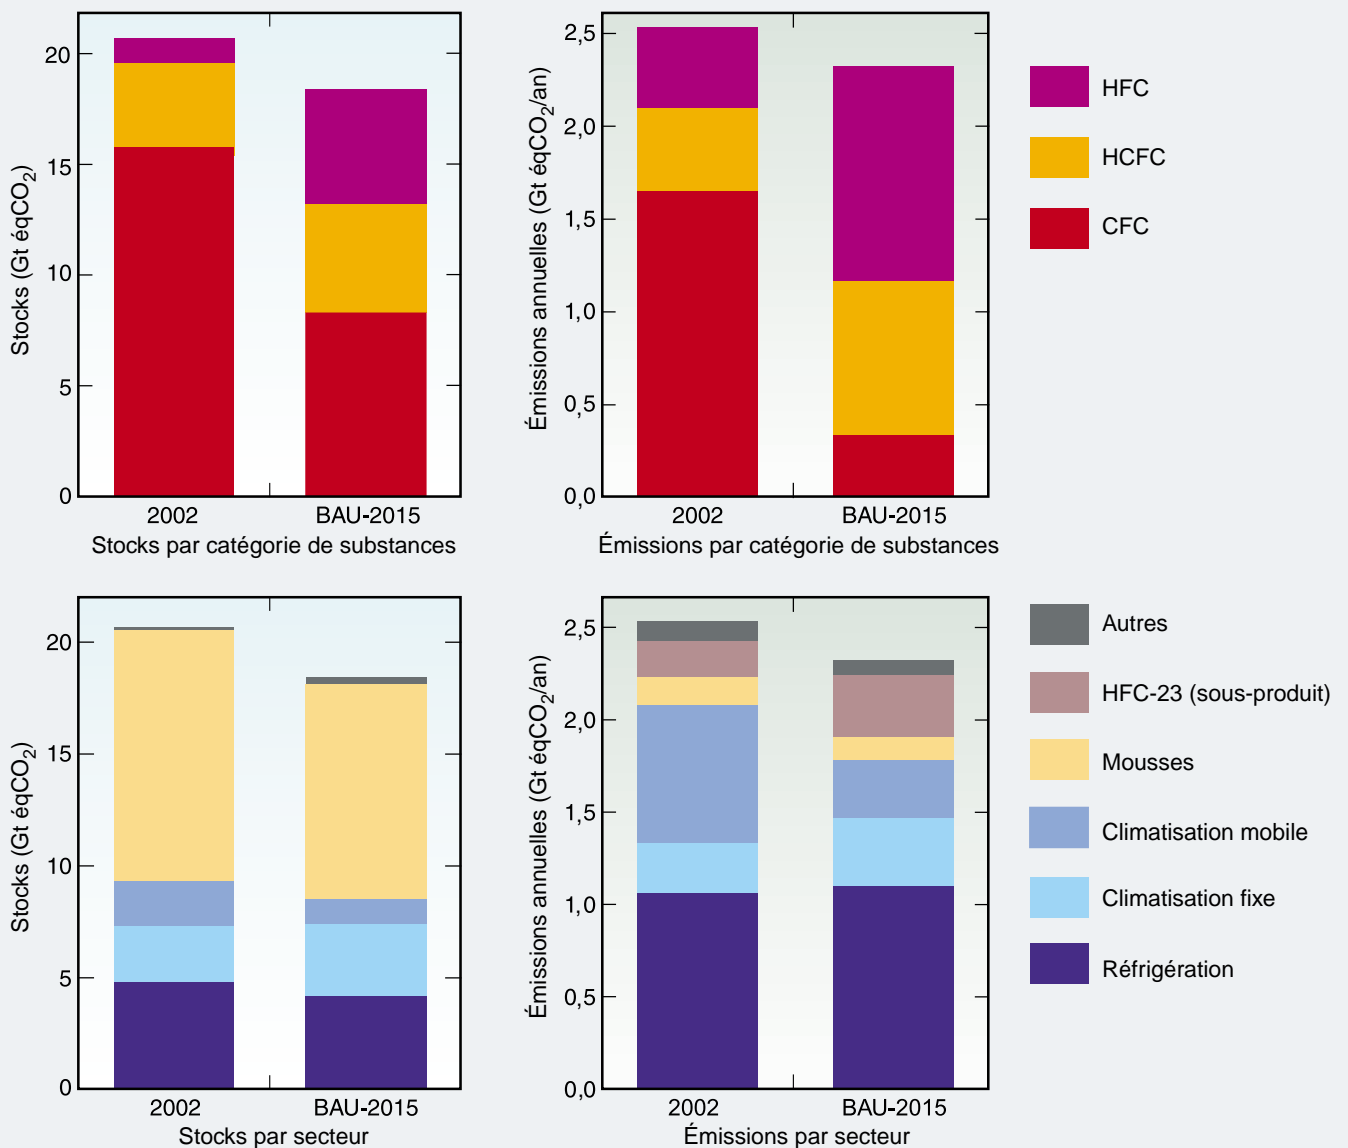 20
15
10
5
0
Stocks (Gt éqCO2)
2002
BAU-2015
Stocks par catégorie de substances
2,5
2,0
1,5
1,0
0,5
0,0
Émissions annuelles (Gt éqCO2/an)
2002
BAU-2015
Émissions par catégorie de substances
HFC
HCFC
CFC
20
15
10
5
0
Stocks (Gt éqCO2)
2002
BAU-2015
Stocks par secteur
2,5
2,0
1,5
1,0
0,5
0,0
Émissions annuelles (Gt éqCO2/an)
2002
BAU-2015
Émissions par secteur
Autres
HFC-23 (sous-produit)
Mousses
Climatisation mobile
Climatisation fixe
Réfrigération